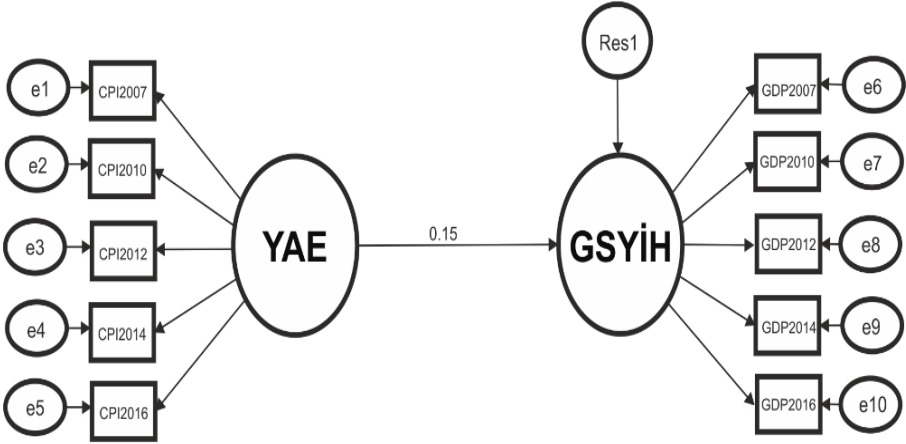 Res1
e1
CPI2007
GDP2007
e6
e2
CPI2010
GDP2010
e7
e3
CPI2012
YAE
0.15
GSYİH
GDP2012
e8
e4
CPI2014
GDP2014
e9
e5
CPI2016
GDP2016
e10